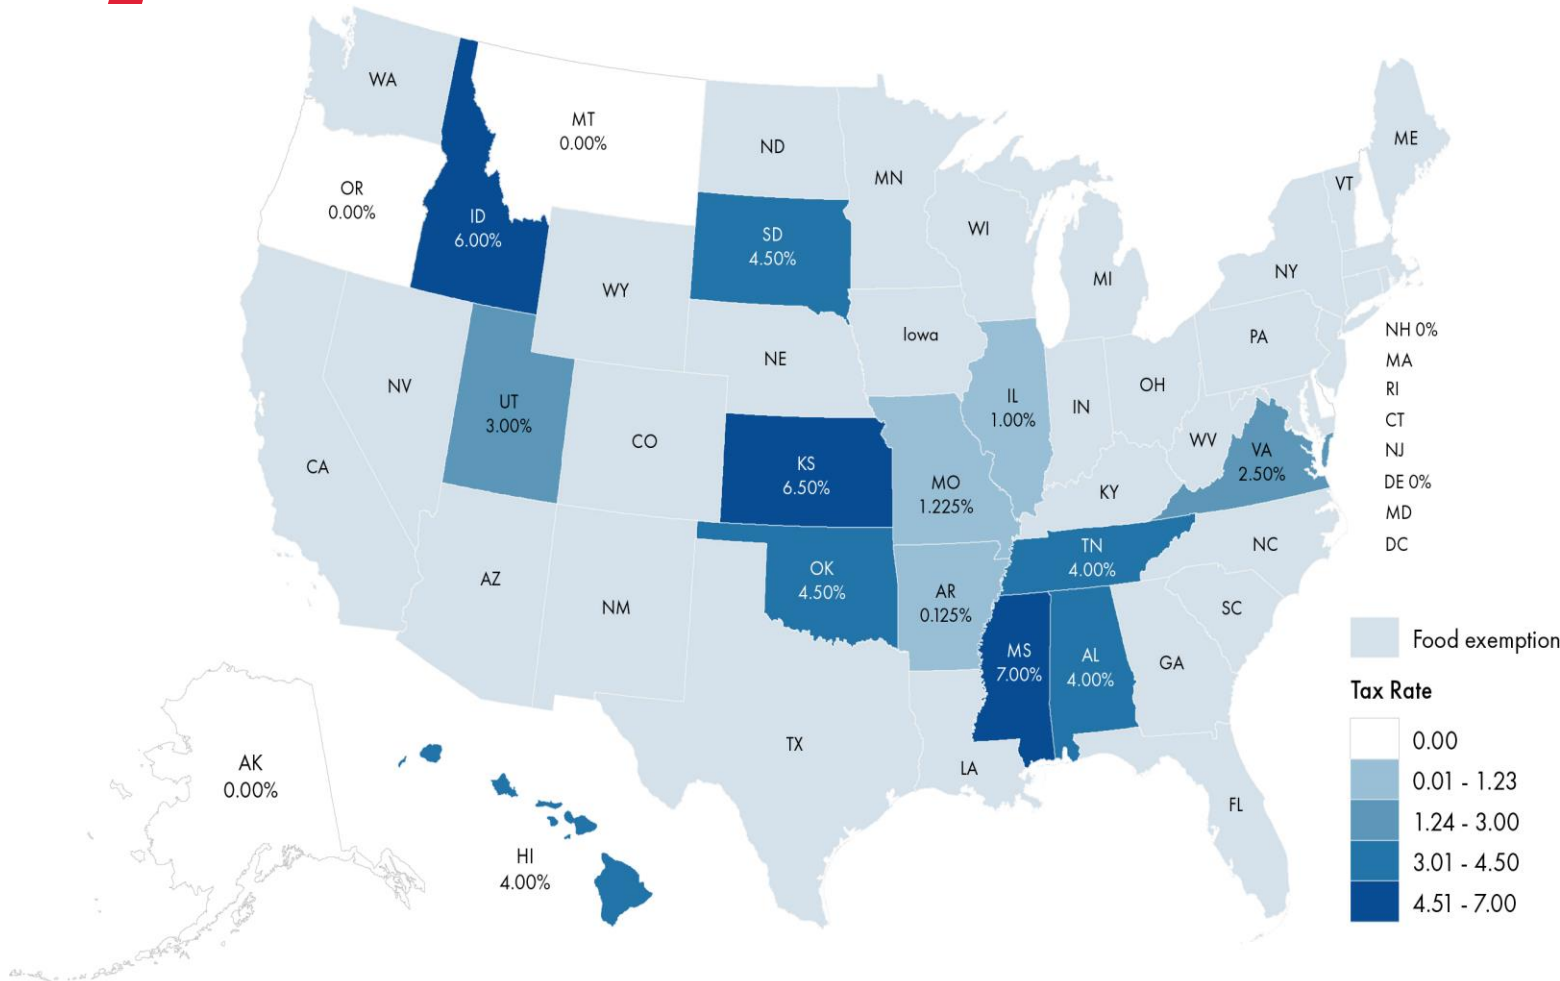 WA
MT
0.00%
ND
MN
ME
VT
OR
0.00%
ID
6.00%
SD
4.50%
WI
MI
NY
WY
Iowa
NE
PA
NV
UT
3.00%
CO
IL
1.00%
IN
OH
WV
VA
2.50%
CA
KS
6.50%
MO
1.225%
KY
AZ
NM
OK
4.50%
AR
0.125%
TN
4.00%
NC
SC
MS
7.00%
AL
4.00%
GA
TX
LA
FL
AK
0.00%
HI
4.00%
NH 0%
MA
RI
CT
NJ
DE 0%
MD
DC
Food exemption
Tax Rate
0.00
0.01 - 1.23
1.24 - 3.00
3.01 - 4.50
4.51 - 7.00